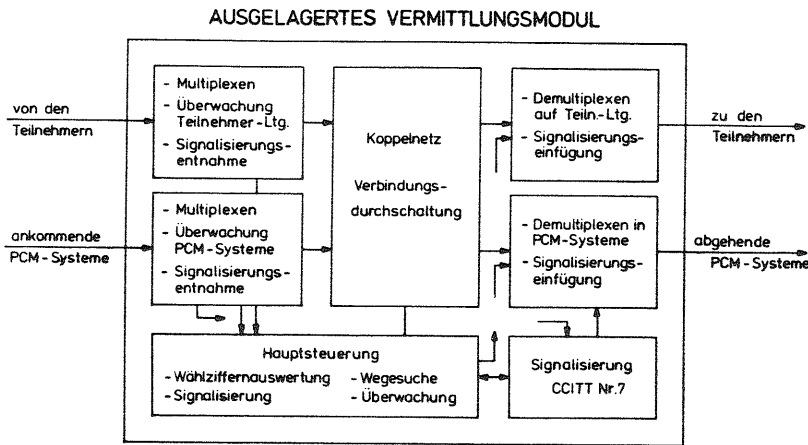 AUSGELAGERTES VERMITTLUNGSMODUL
von den
Teilnehmern
- Multiplexen
- Überwachung
Teilnehmer-Ltg.
- Signalisierungs-
entnahme
Koppelnetz
Verbindungs-
durchschaltung
- Demultiplexen
auf Teiln.-Ltg.
- Signalisierungs-
einfügung
zu den
Teilnehmern
ankommende
PCM-Systeme
- Multiplexen
- Überwachung
PCM-Systeme
- Signalisierungs-
entnahme
- Demultiplexen in
PCM-Systeme
- Signalisierungs-
einfügung
abgehende
PCM-Systeme
Hauptsteuerung
- Wählziffernauswertung - Wegesuche
- Signalisierung - Überwachung
Signalisierung
CCITT Nr.7